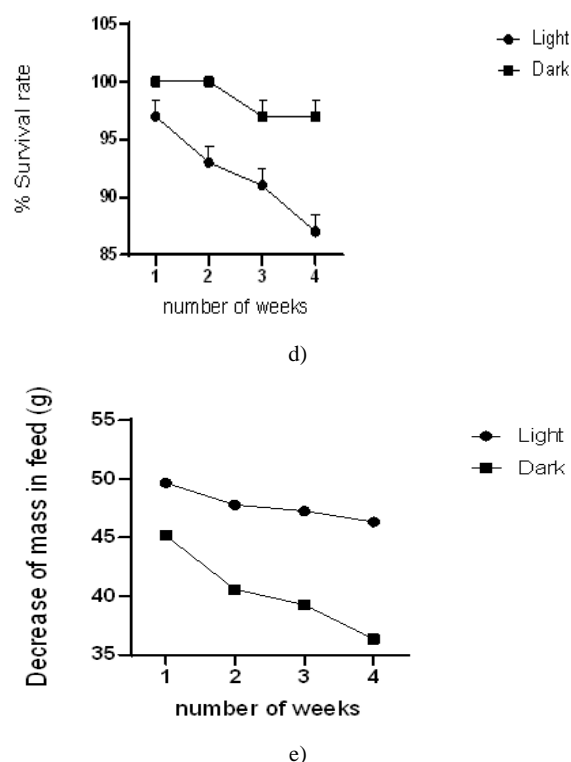 % Survival rate
105
100
95
90
85
1 2 3 4
number of weeks
Light
Dark
d)
Decrease of mass in feed (g)
55
50
45
40
35
1 2 3 4
number of weeks
Light
Dark
e)